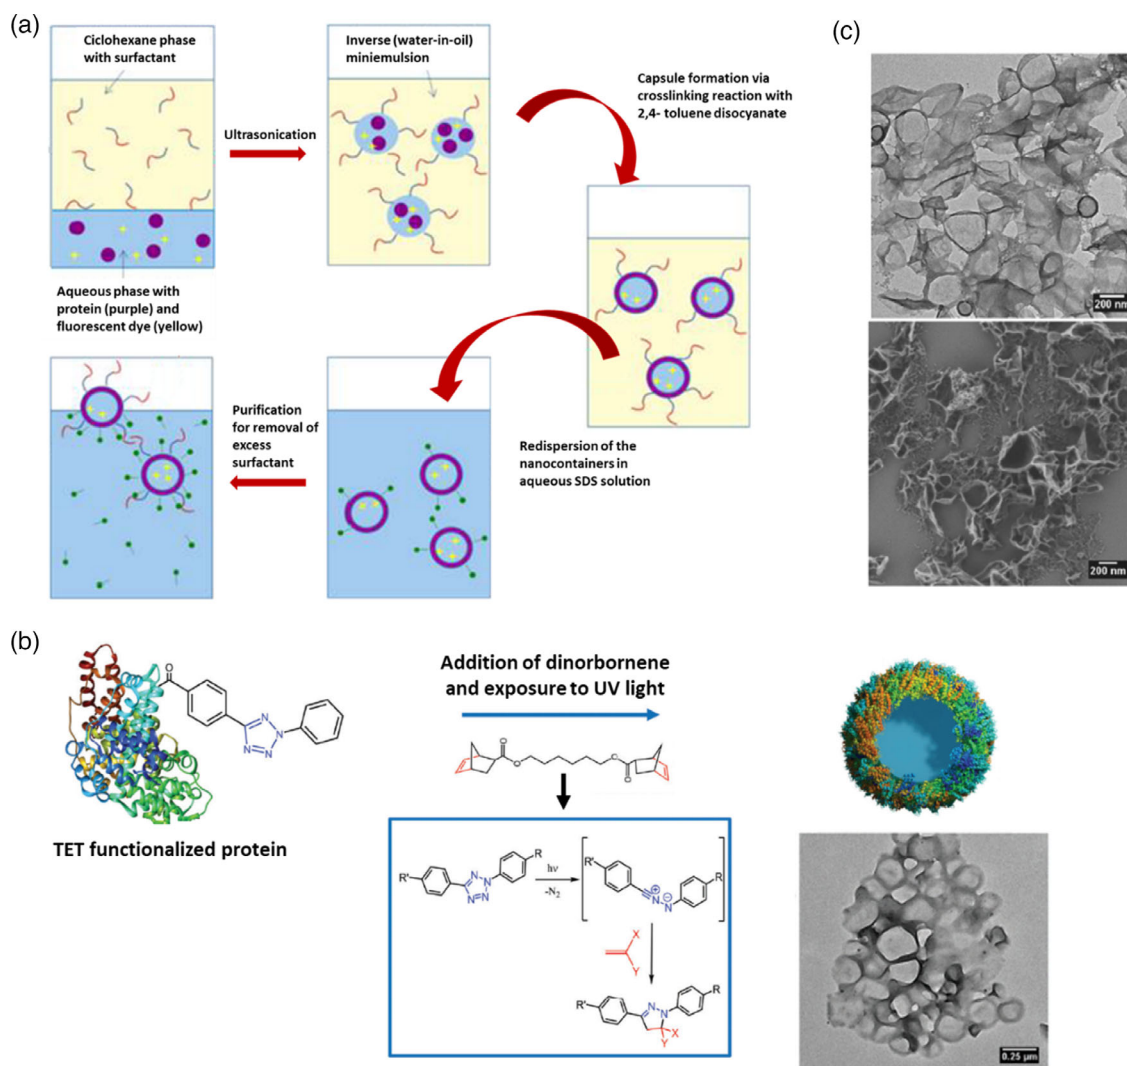 (a)
Ciclohexane phase
with surfactant
Ultrasonication
Inverse (water-in-oil)
miniemulsion
Capsule formation via
crosslinking reaction with
2,4- toluene disocyanate
Aqueous phase with
protein (purple) and
fluorescent dye (yellow)
Redispersion of the
nanocontainers in
aqueous SDS solution
Purification
for removal of
excess
surfactant
(c)
200 nm
200 nm
(b)
O
N
N
N
N
TET functionalized protein
Addition of dinorbornene
and exposure to UV light
O
O
O
O
R'
N
N
N
N
R
hν
-N2
R'
N
N
R
X
Y
R'
N
N
R
X
Y
0.25 µm